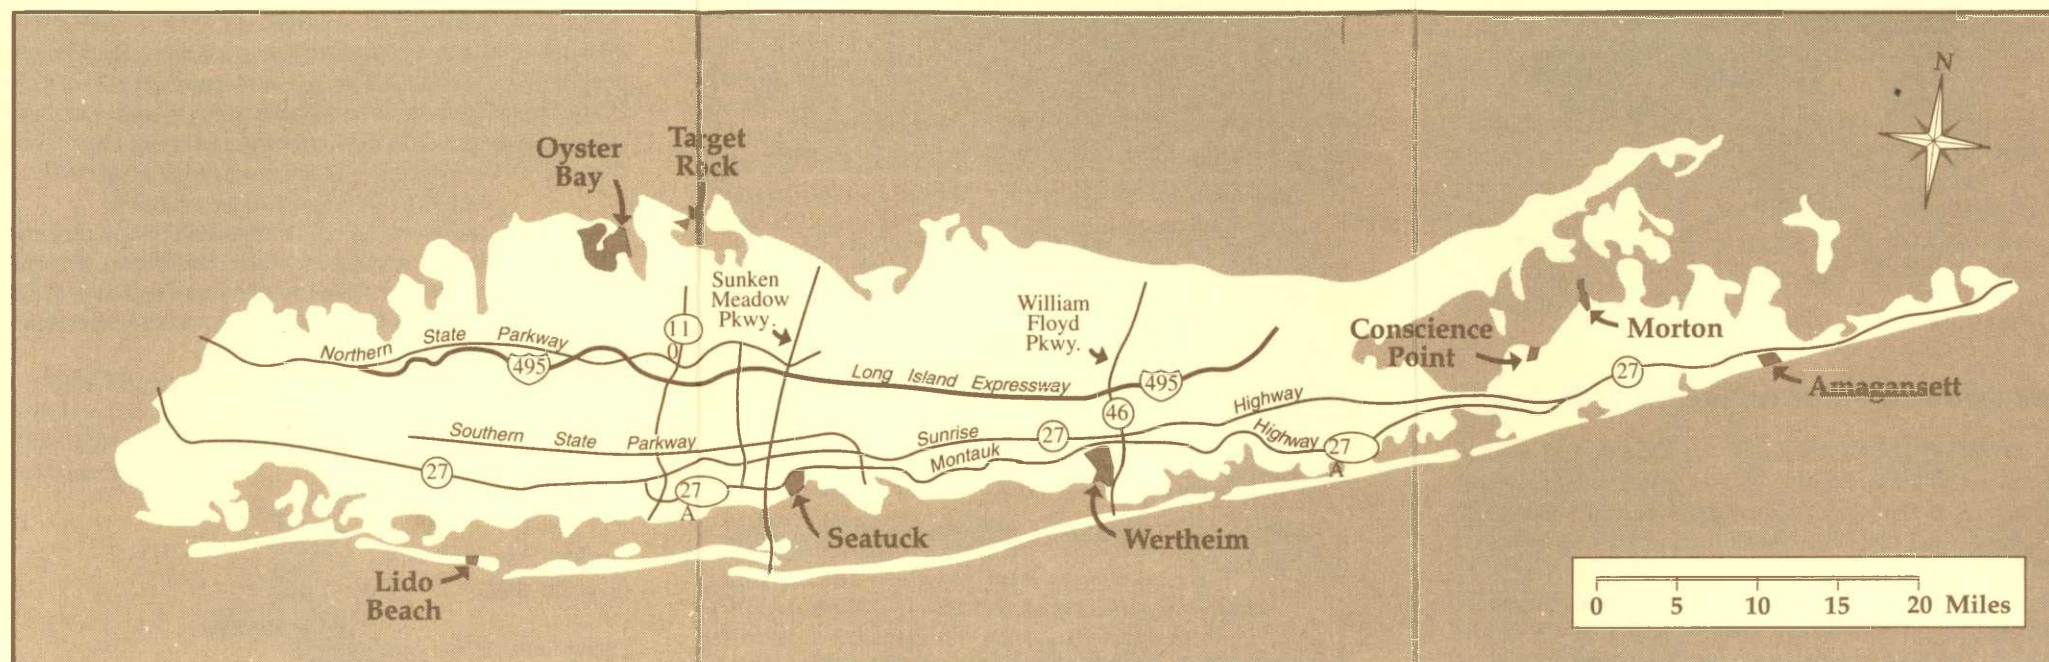 N
Target
Rock
Oyster
Bay
Sunken
Meadow
Pkwy.
William
Floyd
Pkwy.
Northern State Parkway
11
0
495
Conscience
Point
Morton
27
Amagansett
Long Island Expressway
495
46
Highway
Southern State Parkway
Sunrise
27
Highway
27
A
Montauk
27
27
A
Seatuck
Wertheim
Lido
Beach
0 5 10 15 20 Miles